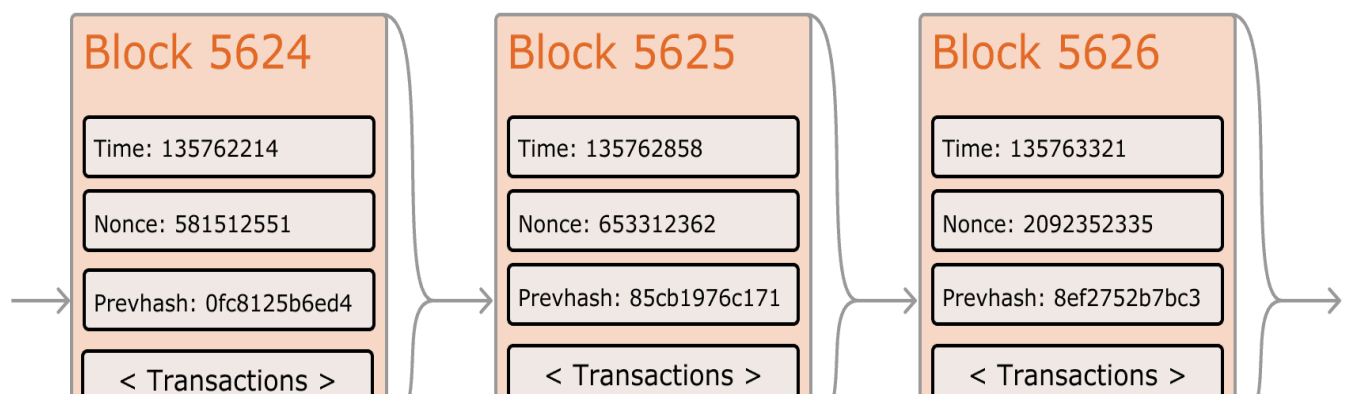 Block 5624
Time: 135762214
Nonce: 581512551
Prevhash: 0fc8125b6ed4
< Transactions >
Block 5625
Time: 135762858
Nonce: 653312362
Prevhash: 85cb1976c171
< Transactions >
Block 5626
Time: 135763321
Nonce: 2092352335
Prevhash: 8ef2752b7bc3
< Transactions >